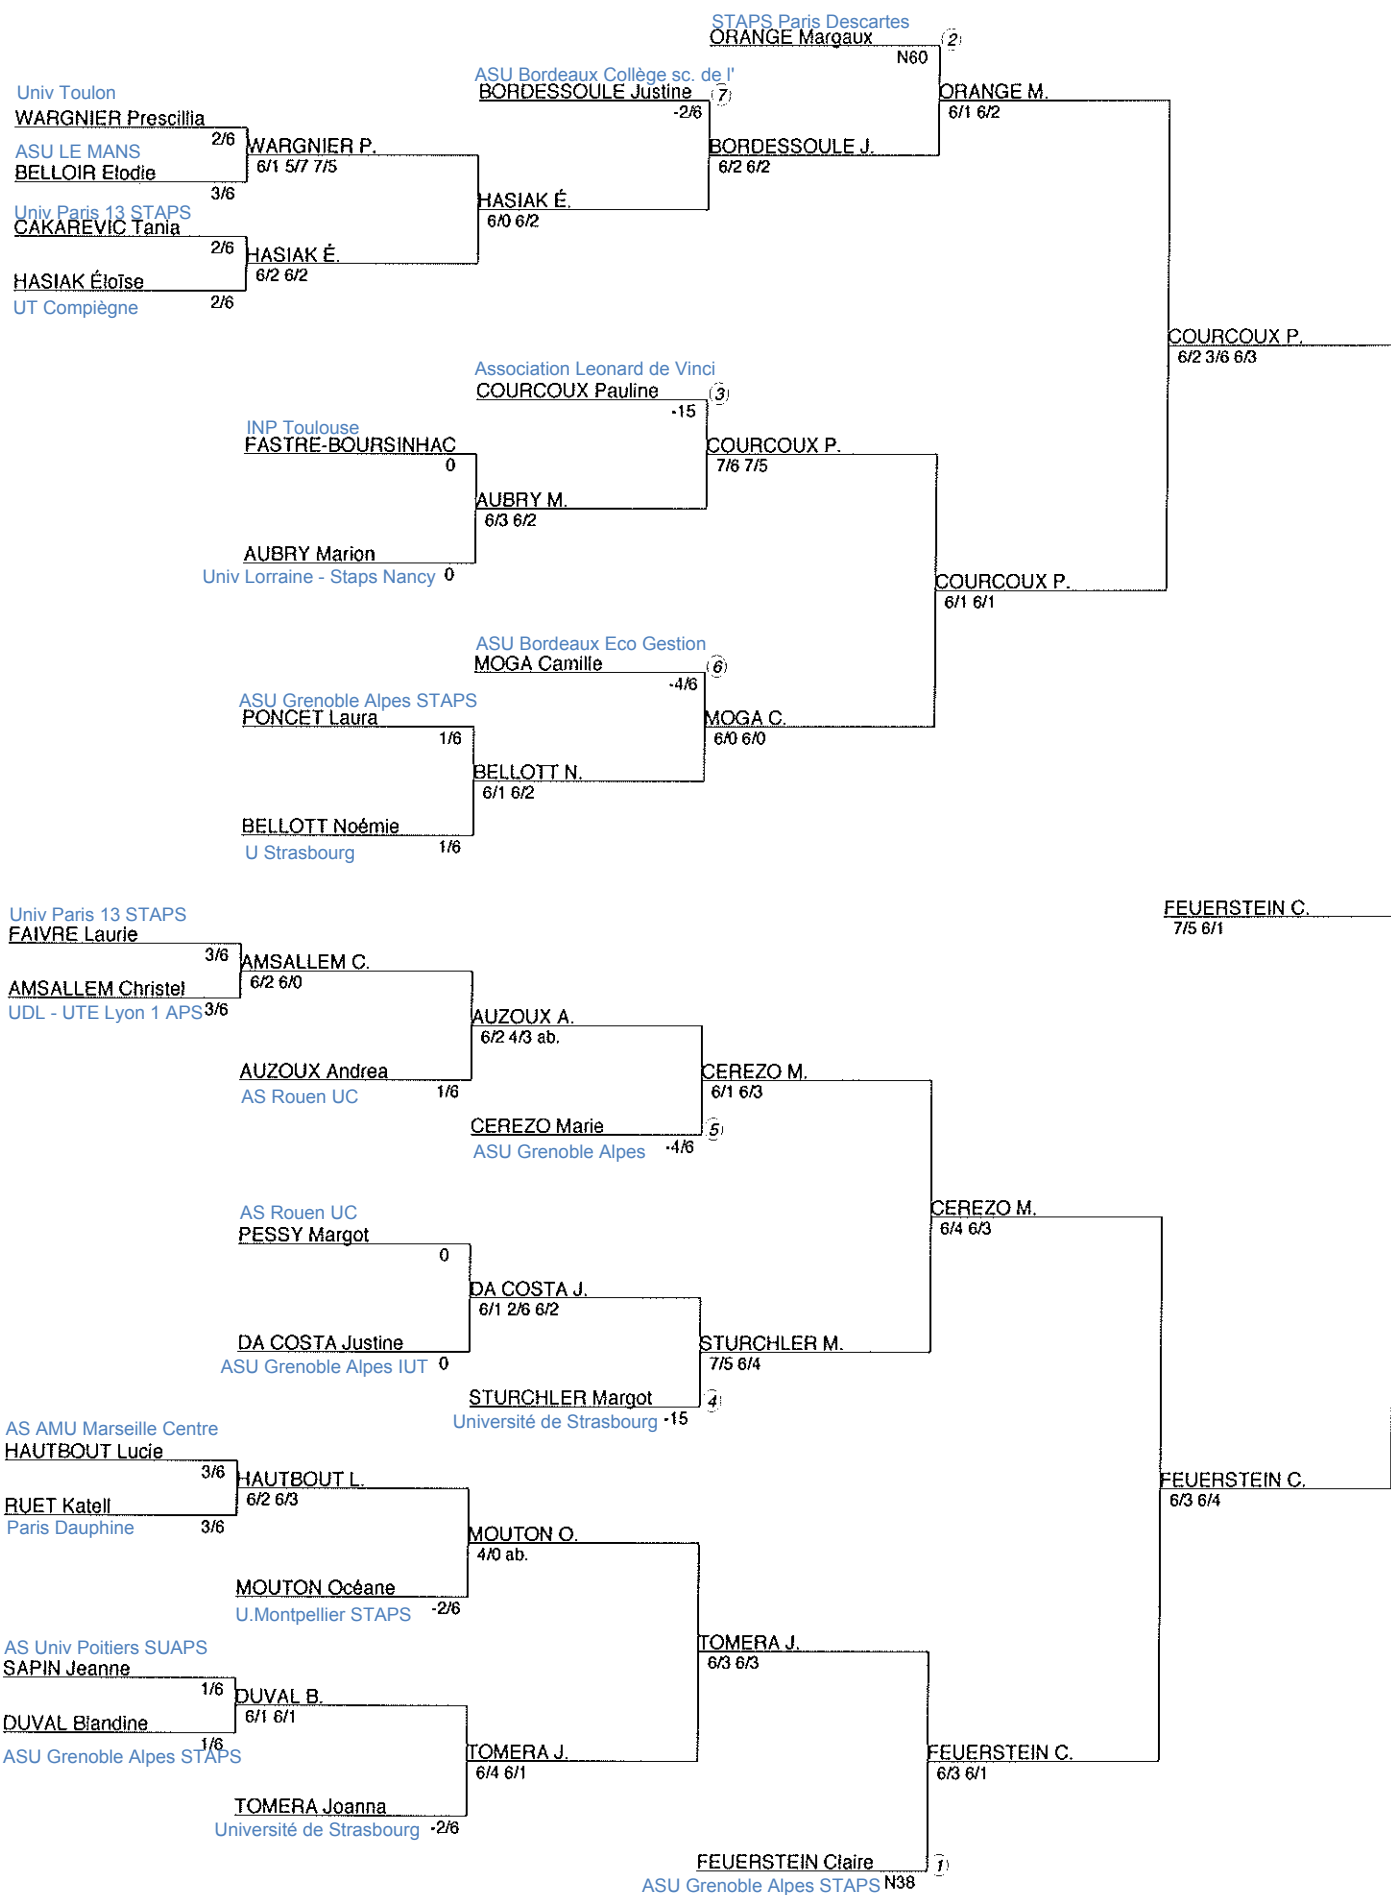 STAPS Paris Descartes
ORANGE Margaux
2
N60
ASU Bordeaux Collège sc. de l'
BORDESSOULE Justine
7
-2/6
ORANGE M.
6/1 6/2
Univ Toulon
WARGNIER Prescillia
2/6
WARGNIER P.
6/1 5/7 7/5
BORDESSOULE J.
6/2 6/2
ASU LE MANS
BELLOIR Elodie
3/6
HASIAK É.
6/0 6/2
Univ Paris 13 STAPS
CAKAREVIC Tania
2/6
HASIAK É.
6/2 6/2
HASIAK Éloïse
2/6
UT Compiègne
COURCOUX P.
6/2 3/6 6/3
Association Leonard de Vinci
COURCOUX Pauline
3
-15
INP Toulouse
FASTRE-BOURSINHAC
0
COURCOUX P.
7/6 7/5
AUBRY M.
6/3 6/2
AUBRY Marion
Univ Lorraine - Staps Nancy 0
COURCOUX P.
6/1 6/1
ASU Bordeaux Eco Gestion
MOGA Camille
6
-4/6
ASU Grenoble Alpes STAPS
PONCET Laura
1/6
MOGA C.
6/0 6/0
BELLOTT N.
6/1 6/2
BELLOTT Noémie
1/6
U Strasbourg
FEUERSTEIN C.
7/5 6/1
Univ Paris 13 STAPS
FAIVRE Laurie
3/6
AMSALLEM C.
6/2 6/0
AMSALLEM Christel
UDL - UTE Lyon 1 APS 3/6
AUZOUX A.
6/2 4/3 ab.
AUZOUX Andrea
1/6
AS Rouen UC
CEREZO M.
6/1 6/3
CEREZO Marie
5
ASU Grenoble Alpes -4/6
CEREZO M.
6/4 6/3
AS Rouen UC
PESSY Margot
0
DA COSTA J.
6/1 2/6 6/2
DA COSTA Justine
ASU Grenoble Alpes IUT 0
STURCHLER M.
7/5 6/4
STURCHLER Margot
4
Université de Strasbourg -15
AS AMU Marseille Centre
HAUTBOUT Lucie
3/6
HAUTBOUT L.
6/2 6/3
RUET Katell
3/6
Paris Dauphine
FEUERSTEIN C.
6/3 6/4
MOUTON O.
4/0 ab.
MOUTON Océane
U.Montpellier STAPS -2/6
AS Univ Poitiers SUAPS
SAPIN Jeanne
1/6
TOMERA J.
6/3 6/3
DUVAL B.
6/1 6/1
DUVAL Blandine
1/6
ASU Grenoble Alpes STAPS
TOMERA J.
6/4 6/1
FEUERSTEIN C.
6/3 6/1
TOMERA Joanna
Université de Strasbourg -2/6
FEUERSTEIN Claire
1
ASU Grenoble Alpes STAPS N38